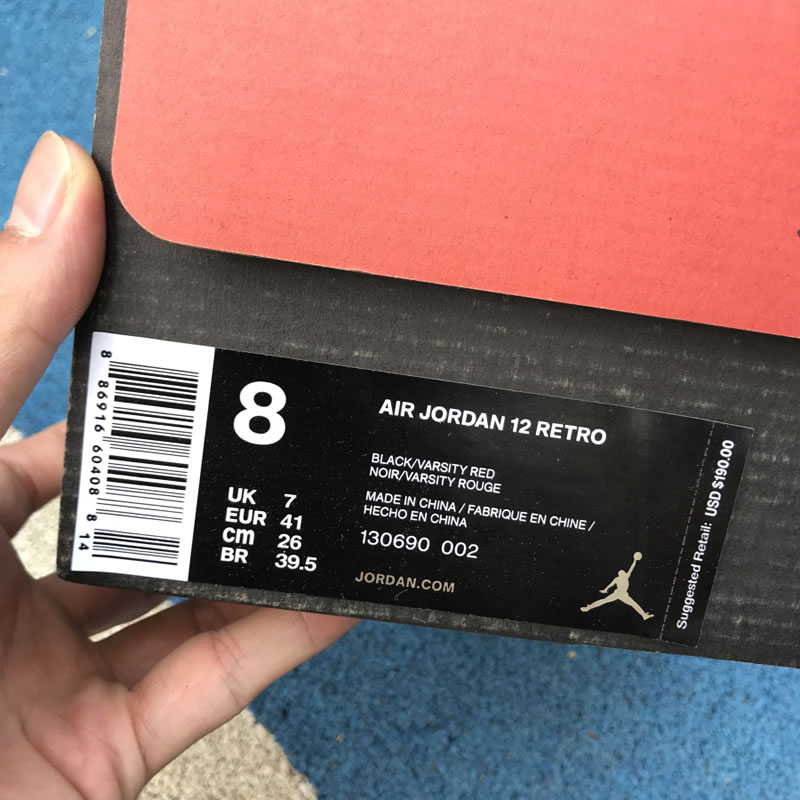 8 86916 60408 814
8
UK 7
EUR 41
cm 26
BR 39.5
AIR JORDAN 12 RETRO
BLACK/VARSITY RED
NOIR/VARSITY ROUGE
MADE IN CHINA / FABRIQUE EN CHINE /
HECHO EN CHINA
130690 002
JORDAN.COM
Suggested Retail: USD $190.00